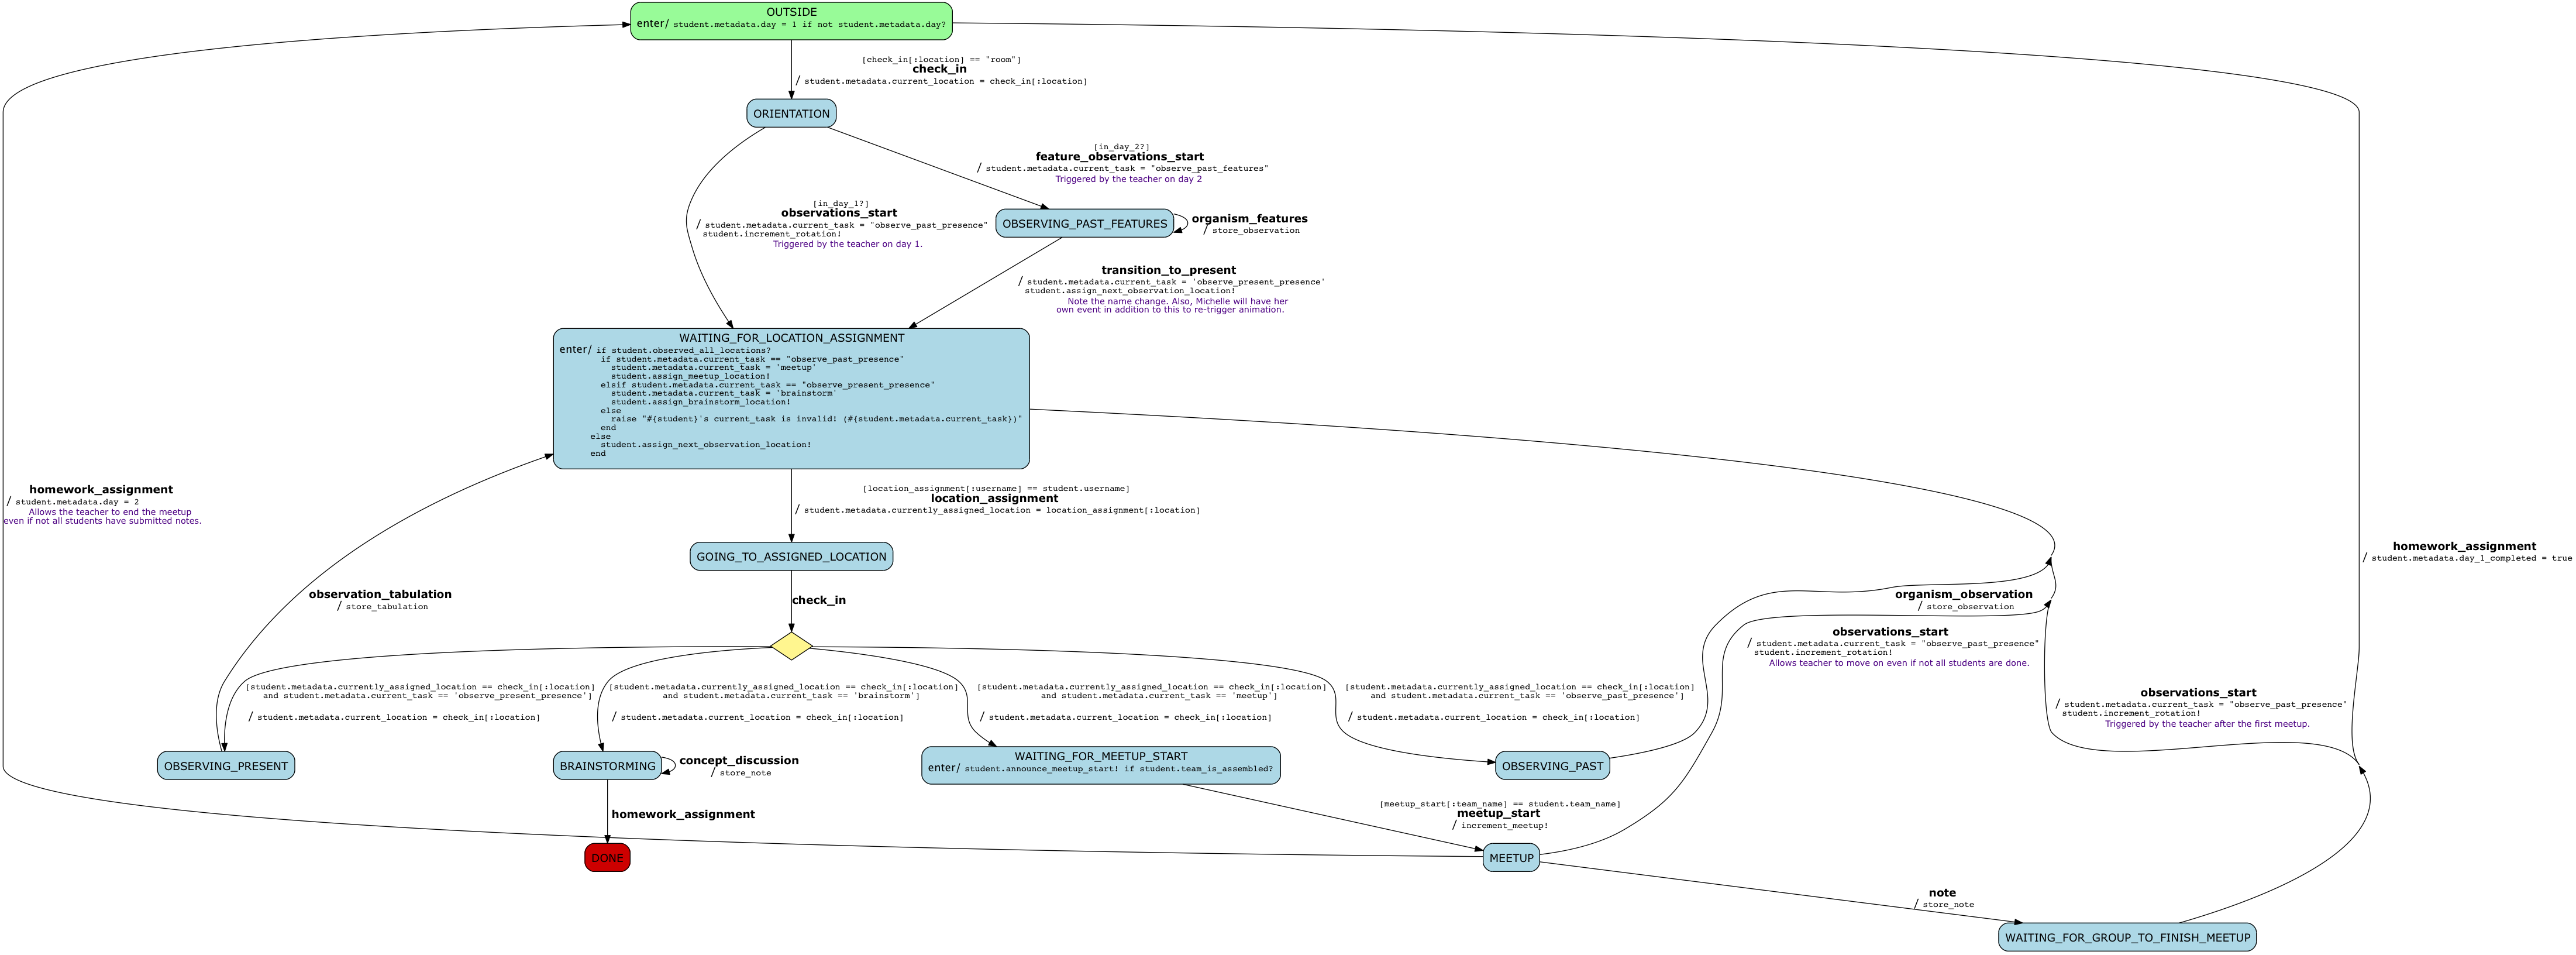 OUTSIDE
enter/ student.metadata.day = 1 if not student.metadata.day?
[check_in[:location] == "room"]
check_in
/ student.metadata.current_location = check_in[:location]
ORIENTATION
[in_day_2?]
feature_observations_start
/ student.metadata.current_task = "observe_past_features"
Triggered by the teacher on day 2
[in_day_1?]
observations_start
/ student.metadata.current_task = "observe_past_presence"
student.increment_rotation!
Triggered by the teacher on day 1.
OBSERVING_PAST_FEATURES
organism_features
/ store_observation
transition_to_present
/ student.metadata.current_task = 'observe_present_presence'
student.assign_next_observation_location!
Note the name change. Also, Michelle will have her
own event in addition to this to re-trigger animation.
WAITING_FOR_LOCATION_ASSIGNMENT
enter/ if student.observed_all_locations?
if student.metadata.current_task == "observe_past_presence"
student.metadata.current_task = 'meetup'
student.assign_meetup_location!
elsif student.metadata.current_task == "observe_present_presence"
student.metadata.current_task = 'brainstorm'
student.assign_brainstorm_location!
else
raise "#{student}'s current_task is invalid! (#{student.metadata.current_task})"
end
else
student.assign_next_observation_location!
end
homework_assignment
/ student.metadata.day = 2
Allows the teacher to end the meetup
even if not all students have submitted notes.
[location_assignment[:username] == student.username]
location_assignment
/ student.metadata.currently_assigned_location = location_assignment[:location]
GOING_TO_ASSIGNED_LOCATION
homework_assignment
/ student.metadata.day_1_completed = true
observation_tabulation
/ store_tabulation
check_in
organism_observation
/ store_observation
observations_start
/ student.metadata.current_task = "observe_past_presence"
student.increment_rotation!
Allows teacher to move on even if not all students are done.
[student.metadata.currently_assigned_location == check_in[:location]
and student.metadata.current_task == 'observe_present_presence']
/ student.metadata.current_location = check_in[:location]
[student.metadata.currently_assigned_location == check_in[:location]
and student.metadata.current_task == 'brainstorm']
/ student.metadata.current_location = check_in[:location]
[student.metadata.currently_assigned_location == check_in[:location]
and student.metadata.current_task == 'meetup']
/ student.metadata.current_location = check_in[:location]
[student.metadata.currently_assigned_location == check_in[:location]
and student.metadata.current_task == 'observe_past_presence']
/ student.metadata.current_location = check_in[:location]
observations_start
/ student.metadata.current_task = "observe_past_presence"
student.increment_rotation!
Triggered by the teacher after the first meetup.
OBSERVING_PRESENT
BRAINSTORMING
concept_discussion
/ store_note
WAITING_FOR_MEETUP_START
enter/ student.announce_meetup_start! if student.team_is_assembled?
OBSERVING_PAST
homework_assignment
[meetup_start[:team_name] == student.team_name]
meetup_start
/ increment_meetup!
DONE
MEETUP
note
/ store_note
WAITING_FOR_GROUP_TO_FINISH_MEETUP